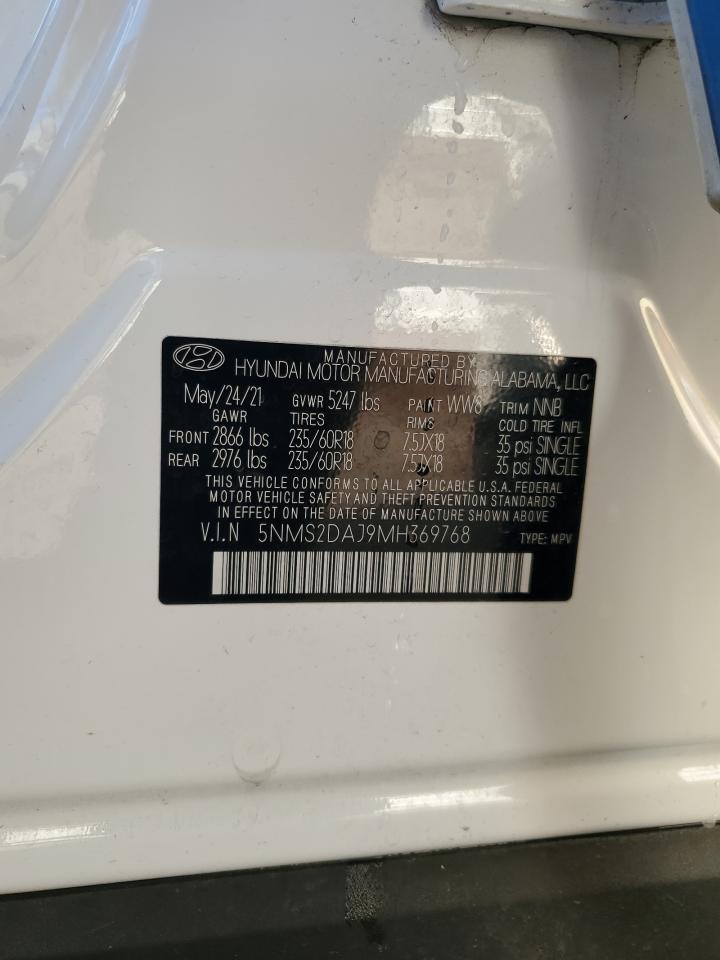 MANUFACTURED BY
HYUNDAI MOTOR MANUFACTURING ALABAMA, LLC
May/24/21 GVWR 5247 lbs PAINT WW8 TRIM NNB
GAWR TIRES RIMS COLD TIRE INFL
FRONT 2866 lbs 235/60R18 7.5JX18 35 psi SINGLE
REAR 2976 lbs 235/60R18 7.5JX18 35 psi SINGLE
THIS VEHICLE CONFORMS TO ALL APPLICABLE U.S.A. FEDERAL
MOTOR VEHICLE SAFETY AND THEFT PREVENTION STANDARDS
IN EFFECT ON THE DATE OF MANUFACTURE SHOWN ABOVE.
V.I.N 5NMS2DAJ9MH369768 TYPE: MPV